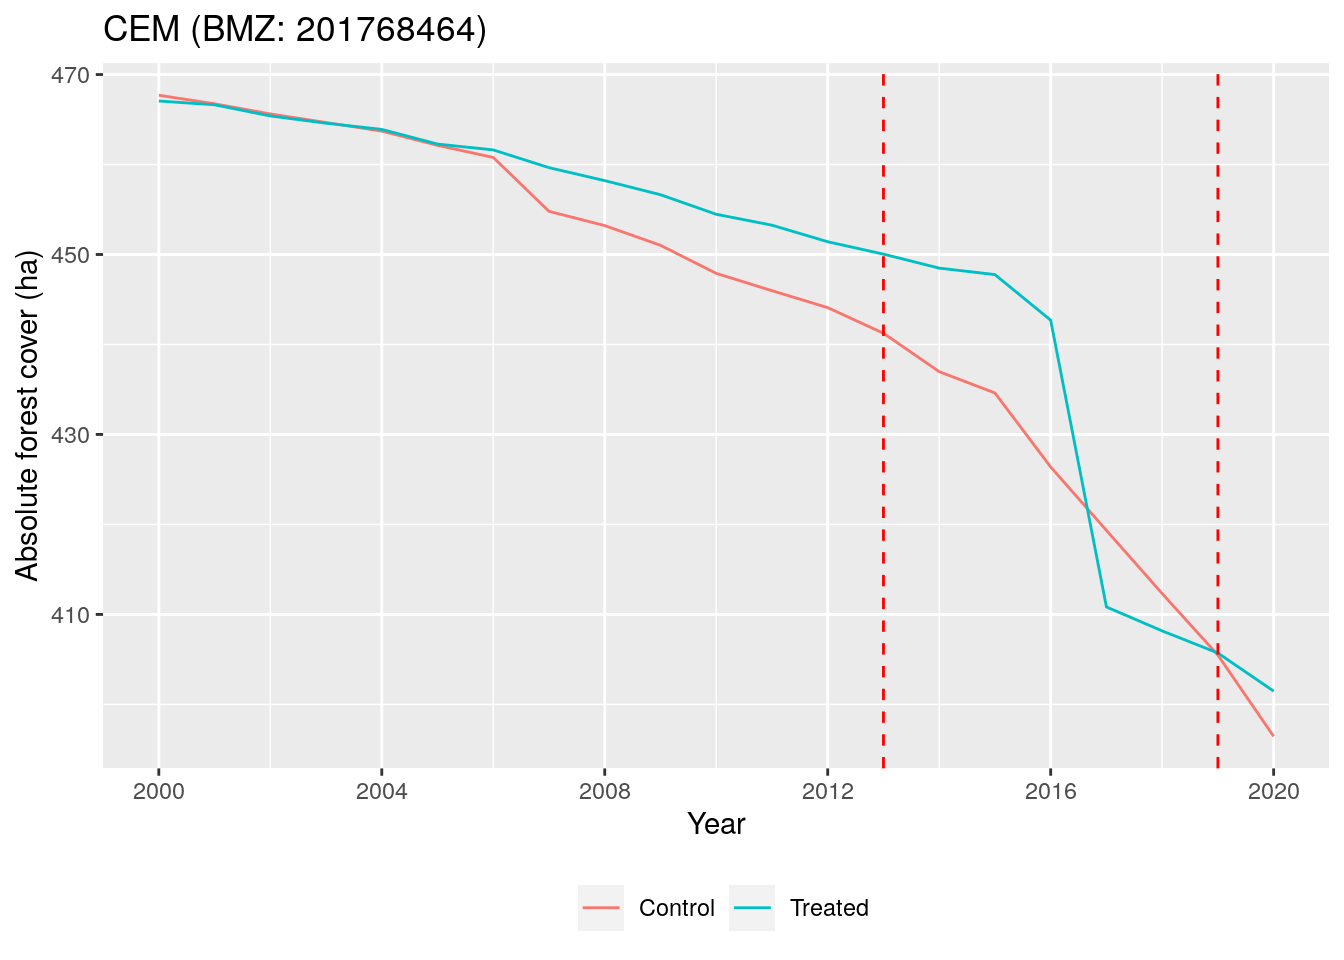 CEM (BMZ: 201768464)
Absolute forest cover (ha)
470
450
430
410
2000 2004 2008 2012 2016 2020
Year
Control Treated